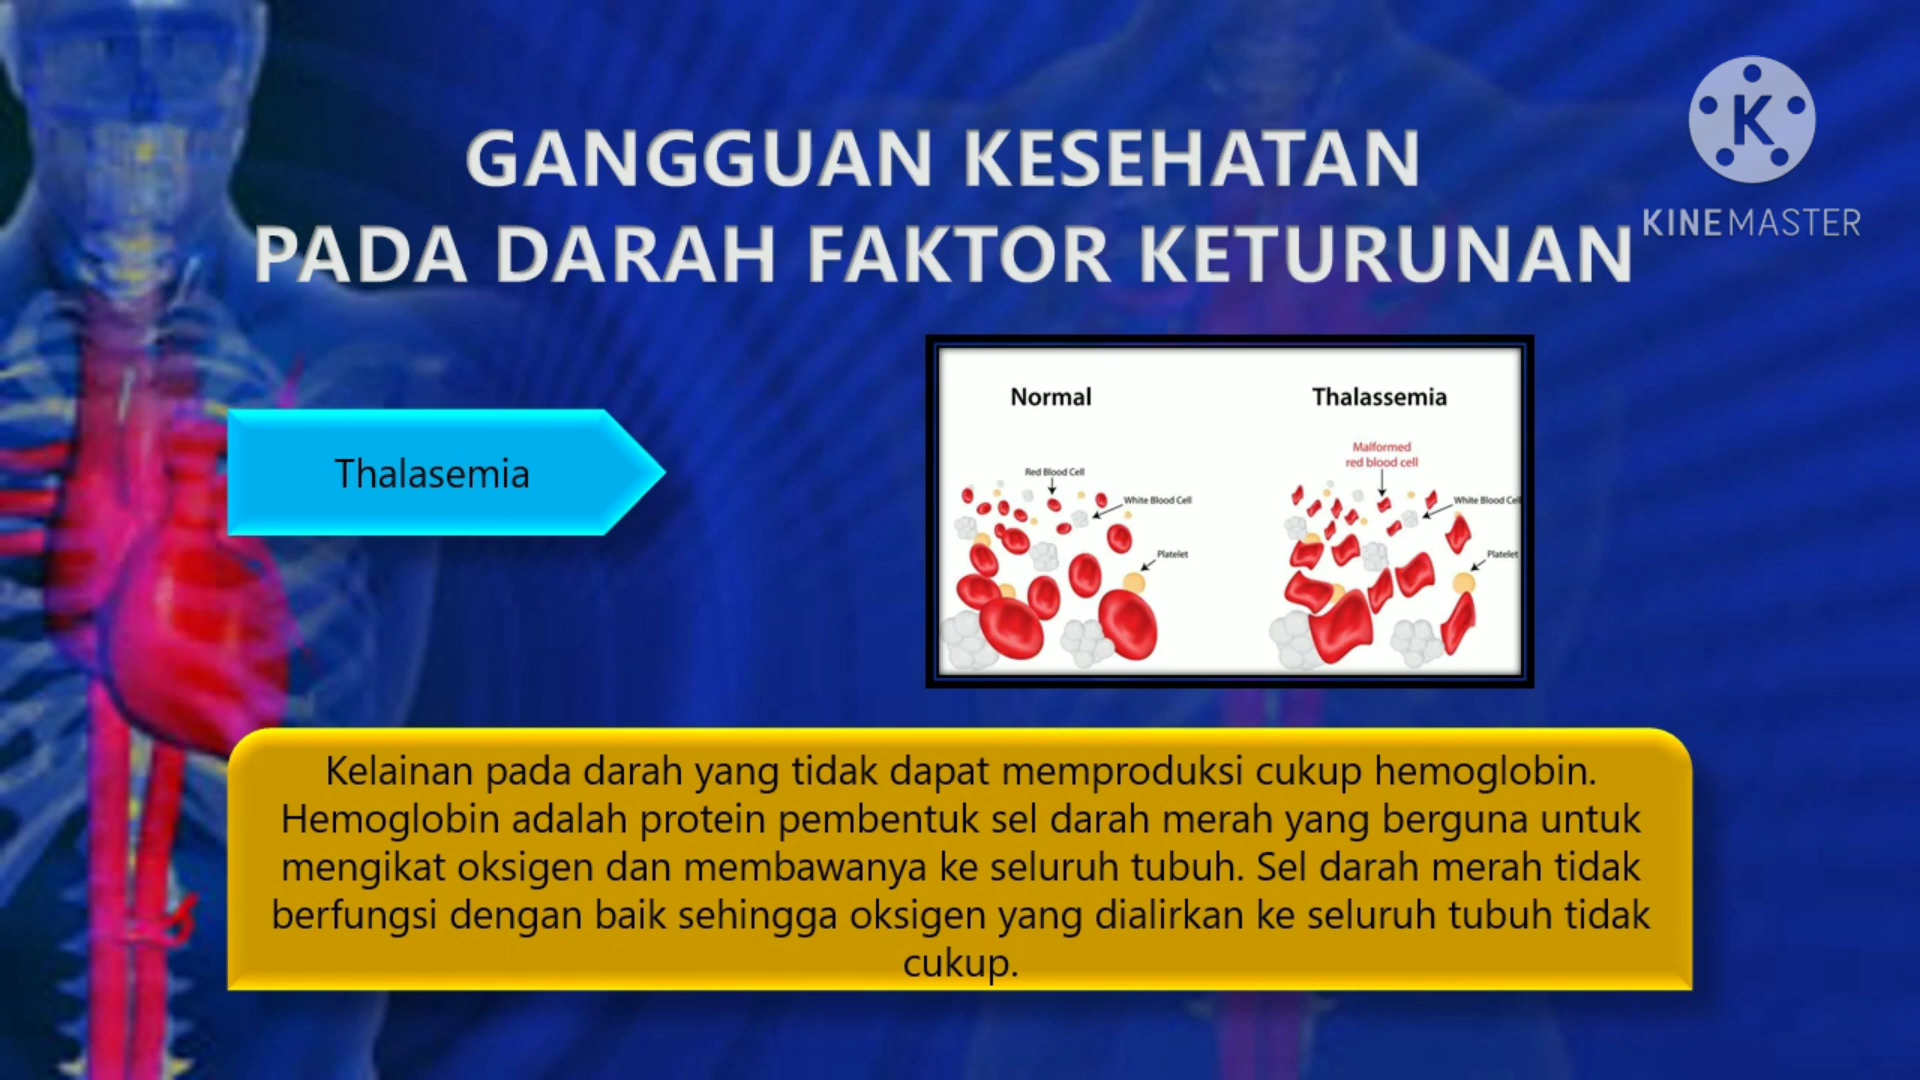 GANGGUAN KESEHATAN
PADA DARAH FAKTOR KETURUNAN
K
KINEMASTER
Thalasemia
Normal
Red Blood Cell
White Blood Cell
Platelet
Thalassemia
Malformed
red blood cell
White Blood Cell
Platelet
Kelainan pada darah yang tidak dapat memproduksi cukup hemoglobin.
Hemoglobin adalah protein pembentuk sel darah merah yang berguna untuk
mengikat oksigen dan membawanya ke seluruh tubuh. Sel darah merah tidak
berfungsi dengan baik sehingga oksigen yang dialirkan ke seluruh tubuh tidak
cukup.